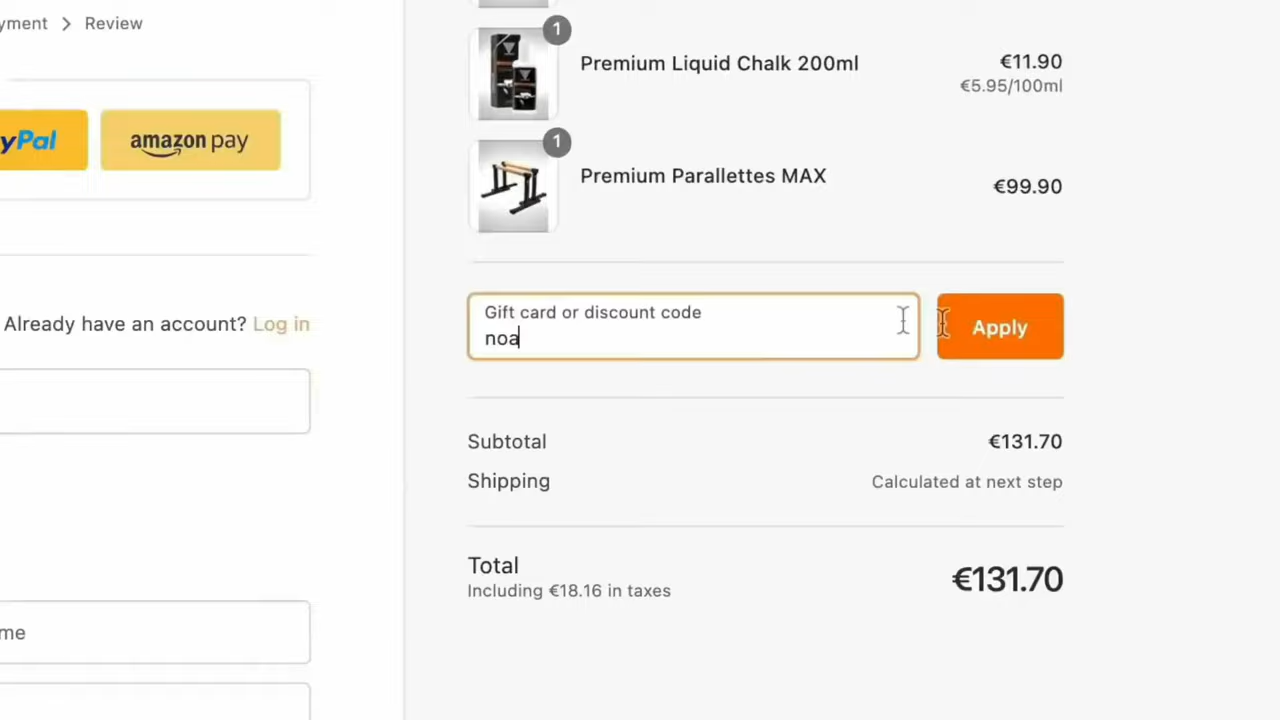 yment > Review
yPal
amazon pay
Already have an account? Log in
me
1
Premium Liquid Chalk 200ml
€11.90
€5.95/100ml
1
Premium Parallettes MAX
€99.90
Gift card or discount code
noa
Apply
Subtotal
€131.70
Shipping
Calculated at next step
Total
Including €18.16 in taxes
€131.70